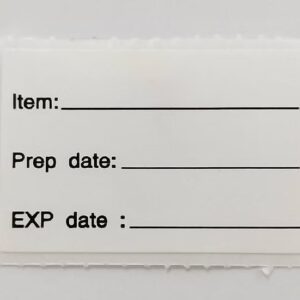 Item:
Prep date:
EXP date :